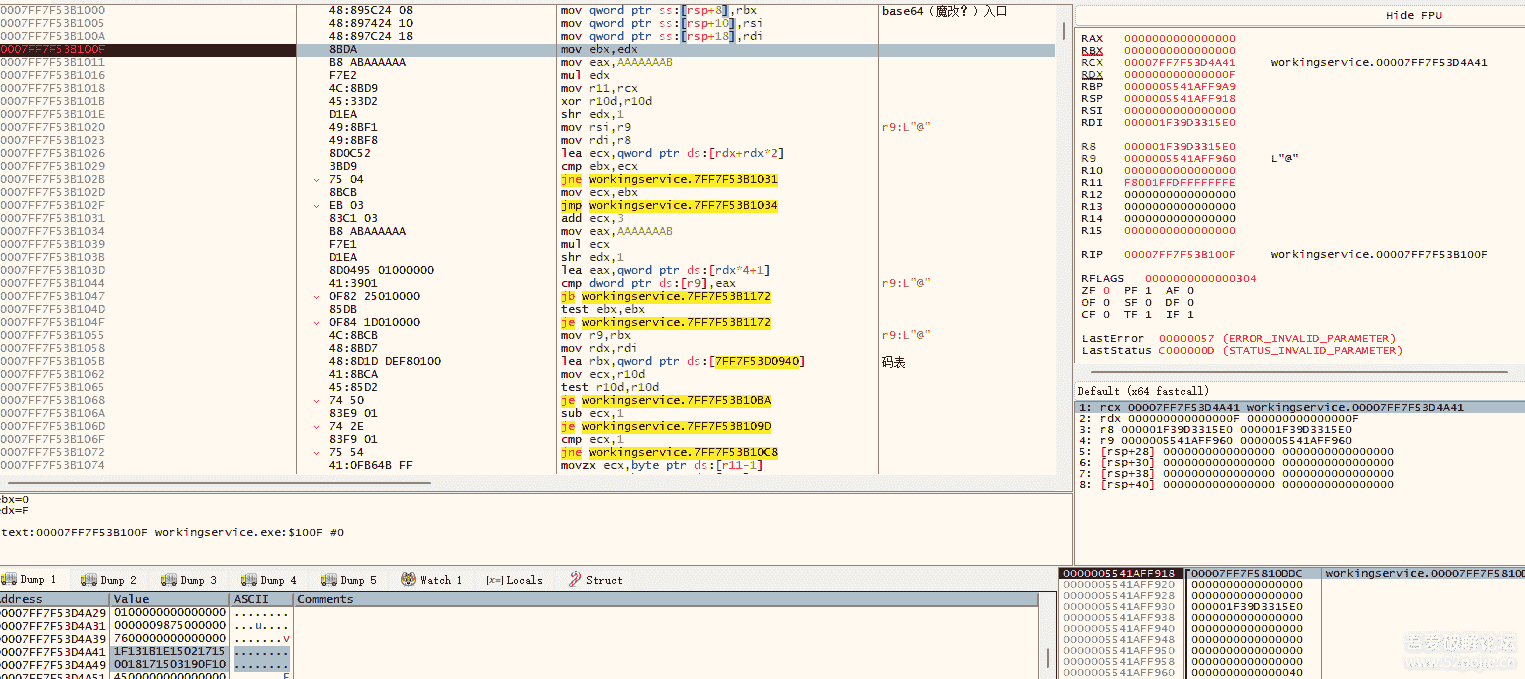 0007FF7F53B1000 48:895C24 08 mov qword ptr ss:[rsp+8],rbx base64（魔改？）入口
0007FF7F53B1005 48:897424 10 mov qword ptr ss:[rsp+10],rsi
0007FF7F53B100A 48:897C24 18 mov qword ptr ss:[rsp+18],rdi
0007FF7F53B100F 8BDA mov ebx,edx
0007FF7F53B1011 B8 ABAAAAAA mov eax,AAAAAAAB
0007FF7F53B1016 F7E2 mul edx
0007FF7F53B1018 4C:8BD9 mov r11,rcx
0007FF7F53B101B 45:33D2 xor r10d,r10d
0007FF7F53B101E D1EA shr edx,1
0007FF7F53B1020 49:8BF1 mov rsi,r9 r9:L"@"
0007FF7F53B1023 49:8BF8 mov rdi,r8
0007FF7F53B1026 8D0C52 lea ecx,qword ptr ds:[rdx+rdx*2]
0007FF7F53B1029 3BD9 cmp ebx,ecx
0007FF7F53B102B 75 04 jne workingservice.7FF7F53B1031
0007FF7F53B102D 8BCB mov ecx,ebx
0007FF7F53B102F EB 03 jmp workingservice.7FF7F53B1034
0007FF7F53B1031 83C1 03 add ecx,3
0007FF7F53B1034 B8 ABAAAAAA mov eax,AAAAAAAB
0007FF7F53B1039 F7E1 mul ecx
0007FF7F53B103B D1EA shr edx,1
0007FF7F53B103D 8D0495 01000000 lea eax,qword ptr ds:[rdx*4+1]
0007FF7F53B1044 41:3901 cmp dword ptr ds:[r9],eax r9:L"@"
0007FF7F53B1047 0F82 25010000 jb workingservice.7FF7F53B1172
0007FF7F53B104D 85DB test ebx,ebx
0007FF7F53B104F 0F84 1D010000 je workingservice.7FF7F53B1172
0007FF7F53B1055 4C:8BCB mov r9,rbx r9:L"@"
0007FF7F53B1058 48:8BD7 mov rdx,rdi
0007FF7F53B105B 48:8D1D DEF80100 lea rbx,qword ptr ds:[7FF7F53D0940] 码表
0007FF7F53B1062 41:8BCA mov ecx,r10d
0007FF7F53B1065 45:85D2 test r10d,r10d
0007FF7F53B1068 74 50 je workingservice.7FF7F53B10BA
0007FF7F53B106A 83E9 01 sub ecx,1
0007FF7F53B106D 74 2E je workingservice.7FF7F53B109D
0007FF7F53B106F 83F9 01 cmp ecx,1
0007FF7F53B1072 75 54 jne workingservice.7FF7F53B10C8
0007FF7F53B1074 41:0FB64B FF movzx ecx,byte ptr ds:[r11-1]
Hide FPU
RAX 0000000000000000
RBX 0000000000000000
RCX 00007FF7F53D4A41 workingservice.00007FF7F53D4A41
RDX 000000000000000F
RBP 0000005541AFF9A9
RSP 0000005541AFF918
RSI 0000000000000000
RDI 000001F39D3315E0
R8 000001F39D3315E0
R9 0000005541AFF960 L"@"
R10 0000000000000000
R11 F8001FFDFFFFFFFE
R12 0000000000000000
R13 0000000000000000
R14 0000000000000000
R15 0000000000000000
RIP 00007FF7F53B100F workingservice.00007FF7F53B100F
RFLAGS 0000000000000304
ZF 0 PF 1 AF 0
OF 0 SF 0 DF 0
CF 0 TF 1 IF 1
LastError 00000057 (ERROR_INVALID_PARAMETER)
LastStatus C000000D (STATUS_INVALID_PARAMETER)
Default (x64 fastcall)
1: rcx 00007FF7F53D4A41 workingservice.00007FF7F53D4A41
2: rdx 000000000000000F 000000000000000F
3: r8 000001F39D3315E0 000001F39D3315E0
4: r9 0000005541AFF960 0000005541AFF960
5: [rsp+28] 0000000000000000 0000000000000000
6: [rsp+30] 0000000000000000 0000000000000000
7: [rsp+38] 0000000000000000 0000000000000000
8: [rsp+40] 0000000000000000 0000000000000000
ebx=0
edx=F
text:00007FF7F53B100F workingservice.exe:$100F #0
Dump 1 Dump 2 Dump 3 Dump 4 Dump 5 Watch 1 [x=] Locals Struct
Address Value ASCII Comments
00007FF7F53D4A29 0100000000000000 ........
00007FF7F53D4A31 0000009875000000 ...u....
00007FF7F53D4A39 7600000000000000 .......v
00007FF7F53D4A41 1F131B1E15021715 ........
00007FF7F53D4A49 0018171503190F10 ........
00007FF7F53D4A51 4500000000000000 .......E
0000005541AFF918 00007FF7F5810DDC workingservice.00007FF7F5810D
0000005541AFF920 0000000000000000
0000005541AFF928 0000000000000000
0000005541AFF930 000001F39D3315E0
0000005541AFF938 0000000000000000
0000005541AFF940 0000000000000000
0000005541AFF948 0000000000000000
0000005541AFF950 0000000000000000
0000005541AFF958 0000000000000000
0000005541AFF960 0000000000000040
吾爱破解论坛
www.52pojie.cn